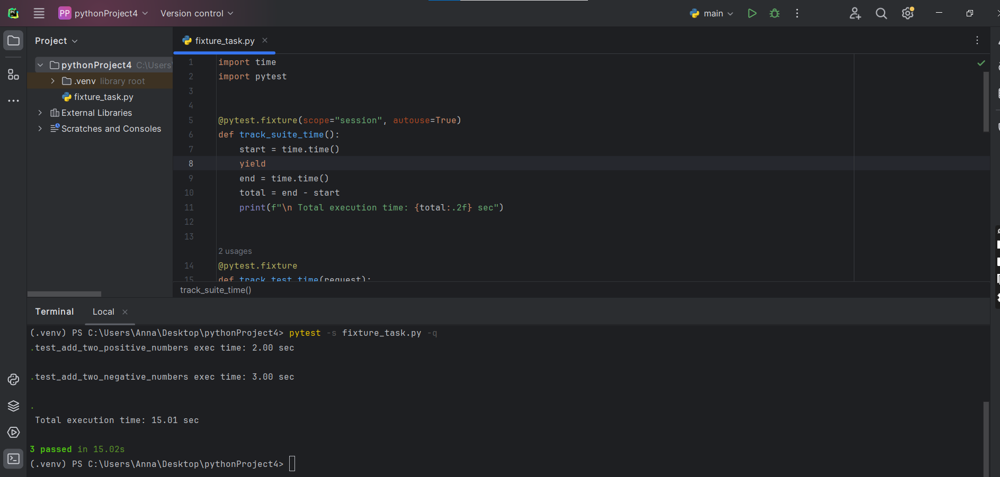 PP pythonProject4 Version control main
Project
pythonProject4 C:\Users
.venv library root
fixture_task.py
External Libraries
Scratches and Consoles
fixture_task.py
1 import time
2 import pytest
3
4
5 @pytest.fixture(scope="session", autouse=True)
6 def track_suite_time():
7 start = time.time()
8 yield
9 end = time.time()
10 total = end - start
11 print(f"\n Total execution time: {total:.2f} sec")
12
13
2 usages
14 @pytest.fixture
15 def track_test_time(request):
track_suite_time()
Terminal Local
(.venv) PS C:\Users\Anna\Desktop\pythonProject4> pytest -s fixture_task.py -q
.test_add_two_positive_numbers exec time: 2.00 sec
.test_add_two_negative_numbers exec time: 3.00 sec
.
Total execution time: 15.01 sec
3 passed in 15.02s
(.venv) PS C:\Users\Anna\Desktop\pythonProject4>